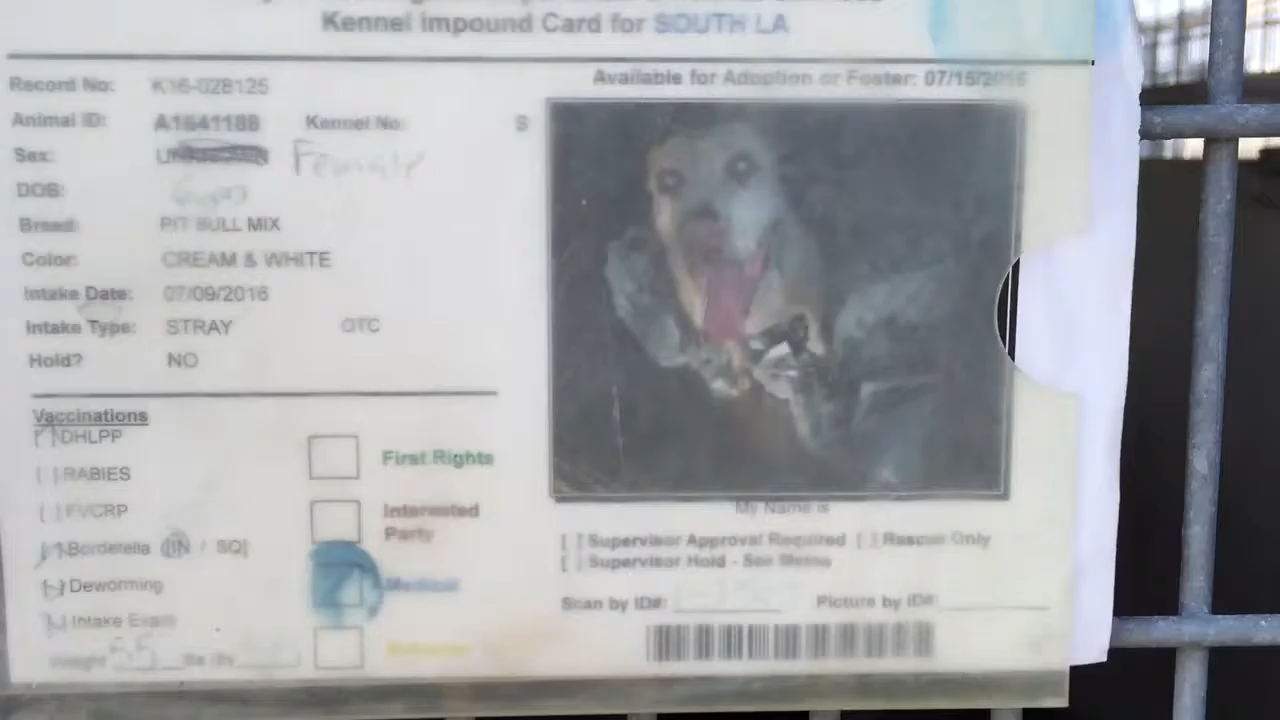 Kennel Impound Card for SOUTH LA
Record No: K16-028125
Available for Adoption or Foster: 07/15/2016
Animal ID: A1641188 Kennel No: S
Sex: Female
DOB:
Breed: PIT BULL MIX
Color: CREAM & WHITE
Intake Date: 07/09/2016
Intake Type: STRAY OTC
Hold? NO
Vaccinations
[ ] DHLPP
[ ] RABIES
[ ] FVCRP
[ ] Bordetella (IN / SQ)
[ ] Deworming
[ ] Intake Exam
Weight 55
First Rights
Interested
Party
Medical
My Name is
[ ] Supervisor Approval Required [ ] Rescue Only
[ ] Supervisor Hold - See Memo
Scan by ID#: Picture by ID#: